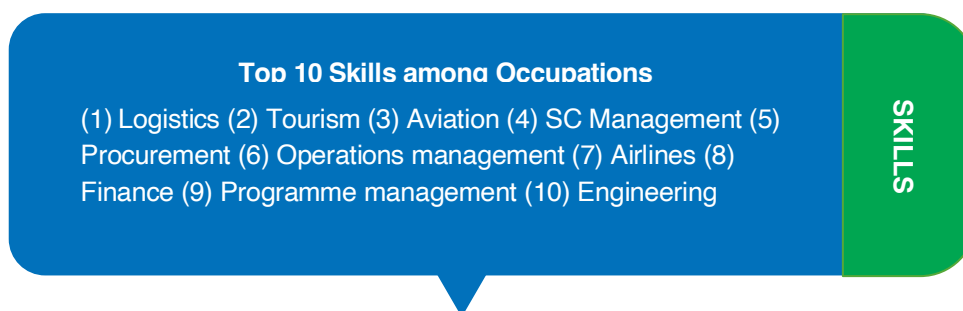 Top 10 Skills among Occupations
(1) Logistics (2) Tourism (3) Aviation (4) SC Management (5)
Procurement (6) Operations management (7) Airlines (8)
Finance (9) Programme management (10) Engineering
SKILLS